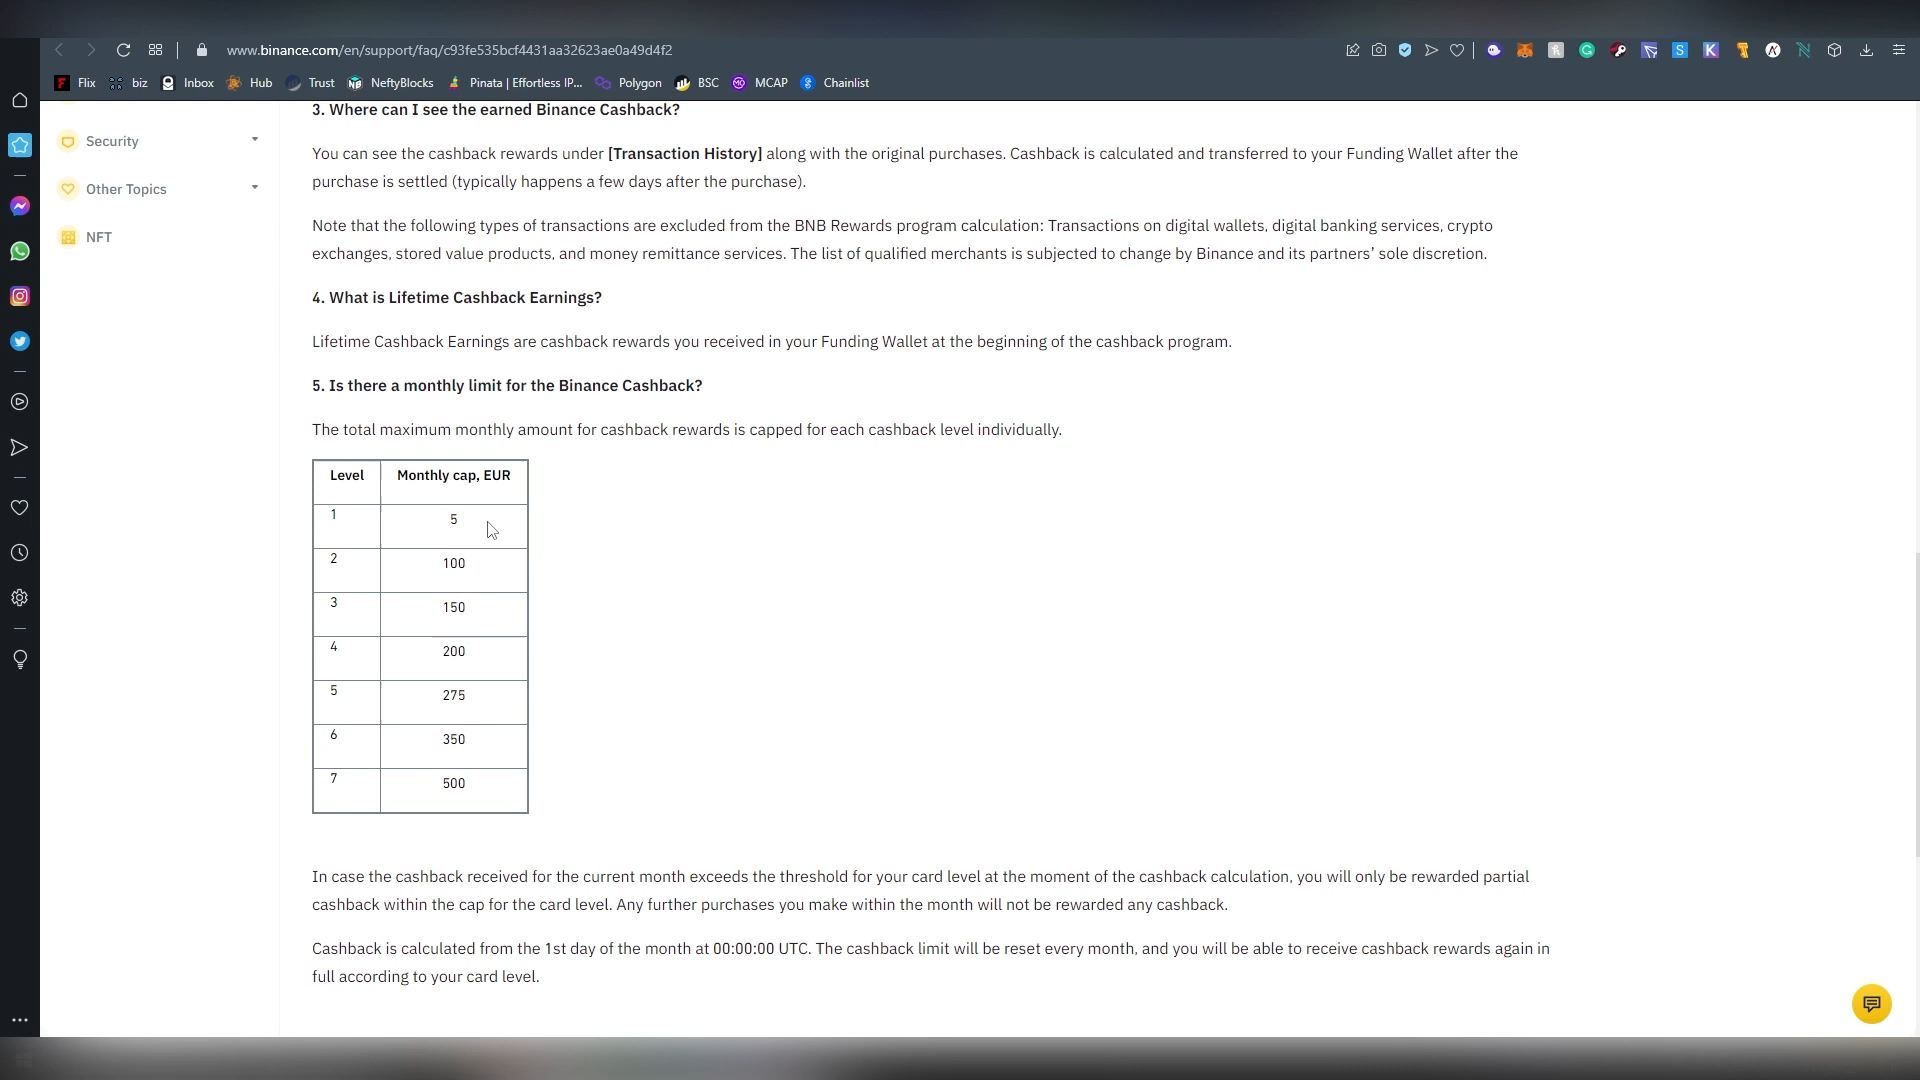 www.binance.com/en/support/faq/c93fe535bcf4431aa32623ae0a49d4f2
Flix biz Inbox Hub Trust NeftyBlocks Pinata | Effortless IP... Polygon BSC MCAP Chainlist
Security
Other Topics
NFT
3. Where can I see the earned Binance Cashback?
You can see the cashback rewards under [Transaction History] along with the original purchases. Cashback is calculated and transferred to your Funding Wallet after the
purchase is settled (typically happens a few days after the purchase).
Note that the following types of transactions are excluded from the BNB Rewards program calculation: Transactions on digital wallets, digital banking services, crypto
exchanges, stored value products, and money remittance services. The list of qualified merchants is subjected to change by Binance and its partners’ sole discretion.
4. What is Lifetime Cashback Earnings?
Lifetime Cashback Earnings are cashback rewards you received in your Funding Wallet at the beginning of the cashback program.
5. Is there a monthly limit for the Binance Cashback?
The total maximum monthly amount for cashback rewards is capped for each cashback level individually.
Level Monthly cap, EUR
1 5
2 100
3 150
4 200
5 275
6 350
7 500
In case the cashback received for the current month exceeds the threshold for your card level at the moment of the cashback calculation, you will only be rewarded partial
cashback within the cap for the card level. Any further purchases you make within the month will not be rewarded any cashback.
Cashback is calculated from the 1st day of the month at 00:00:00 UTC. The cashback limit will be reset every month, and you will be able to receive cashback rewards again in
full according to your card level.